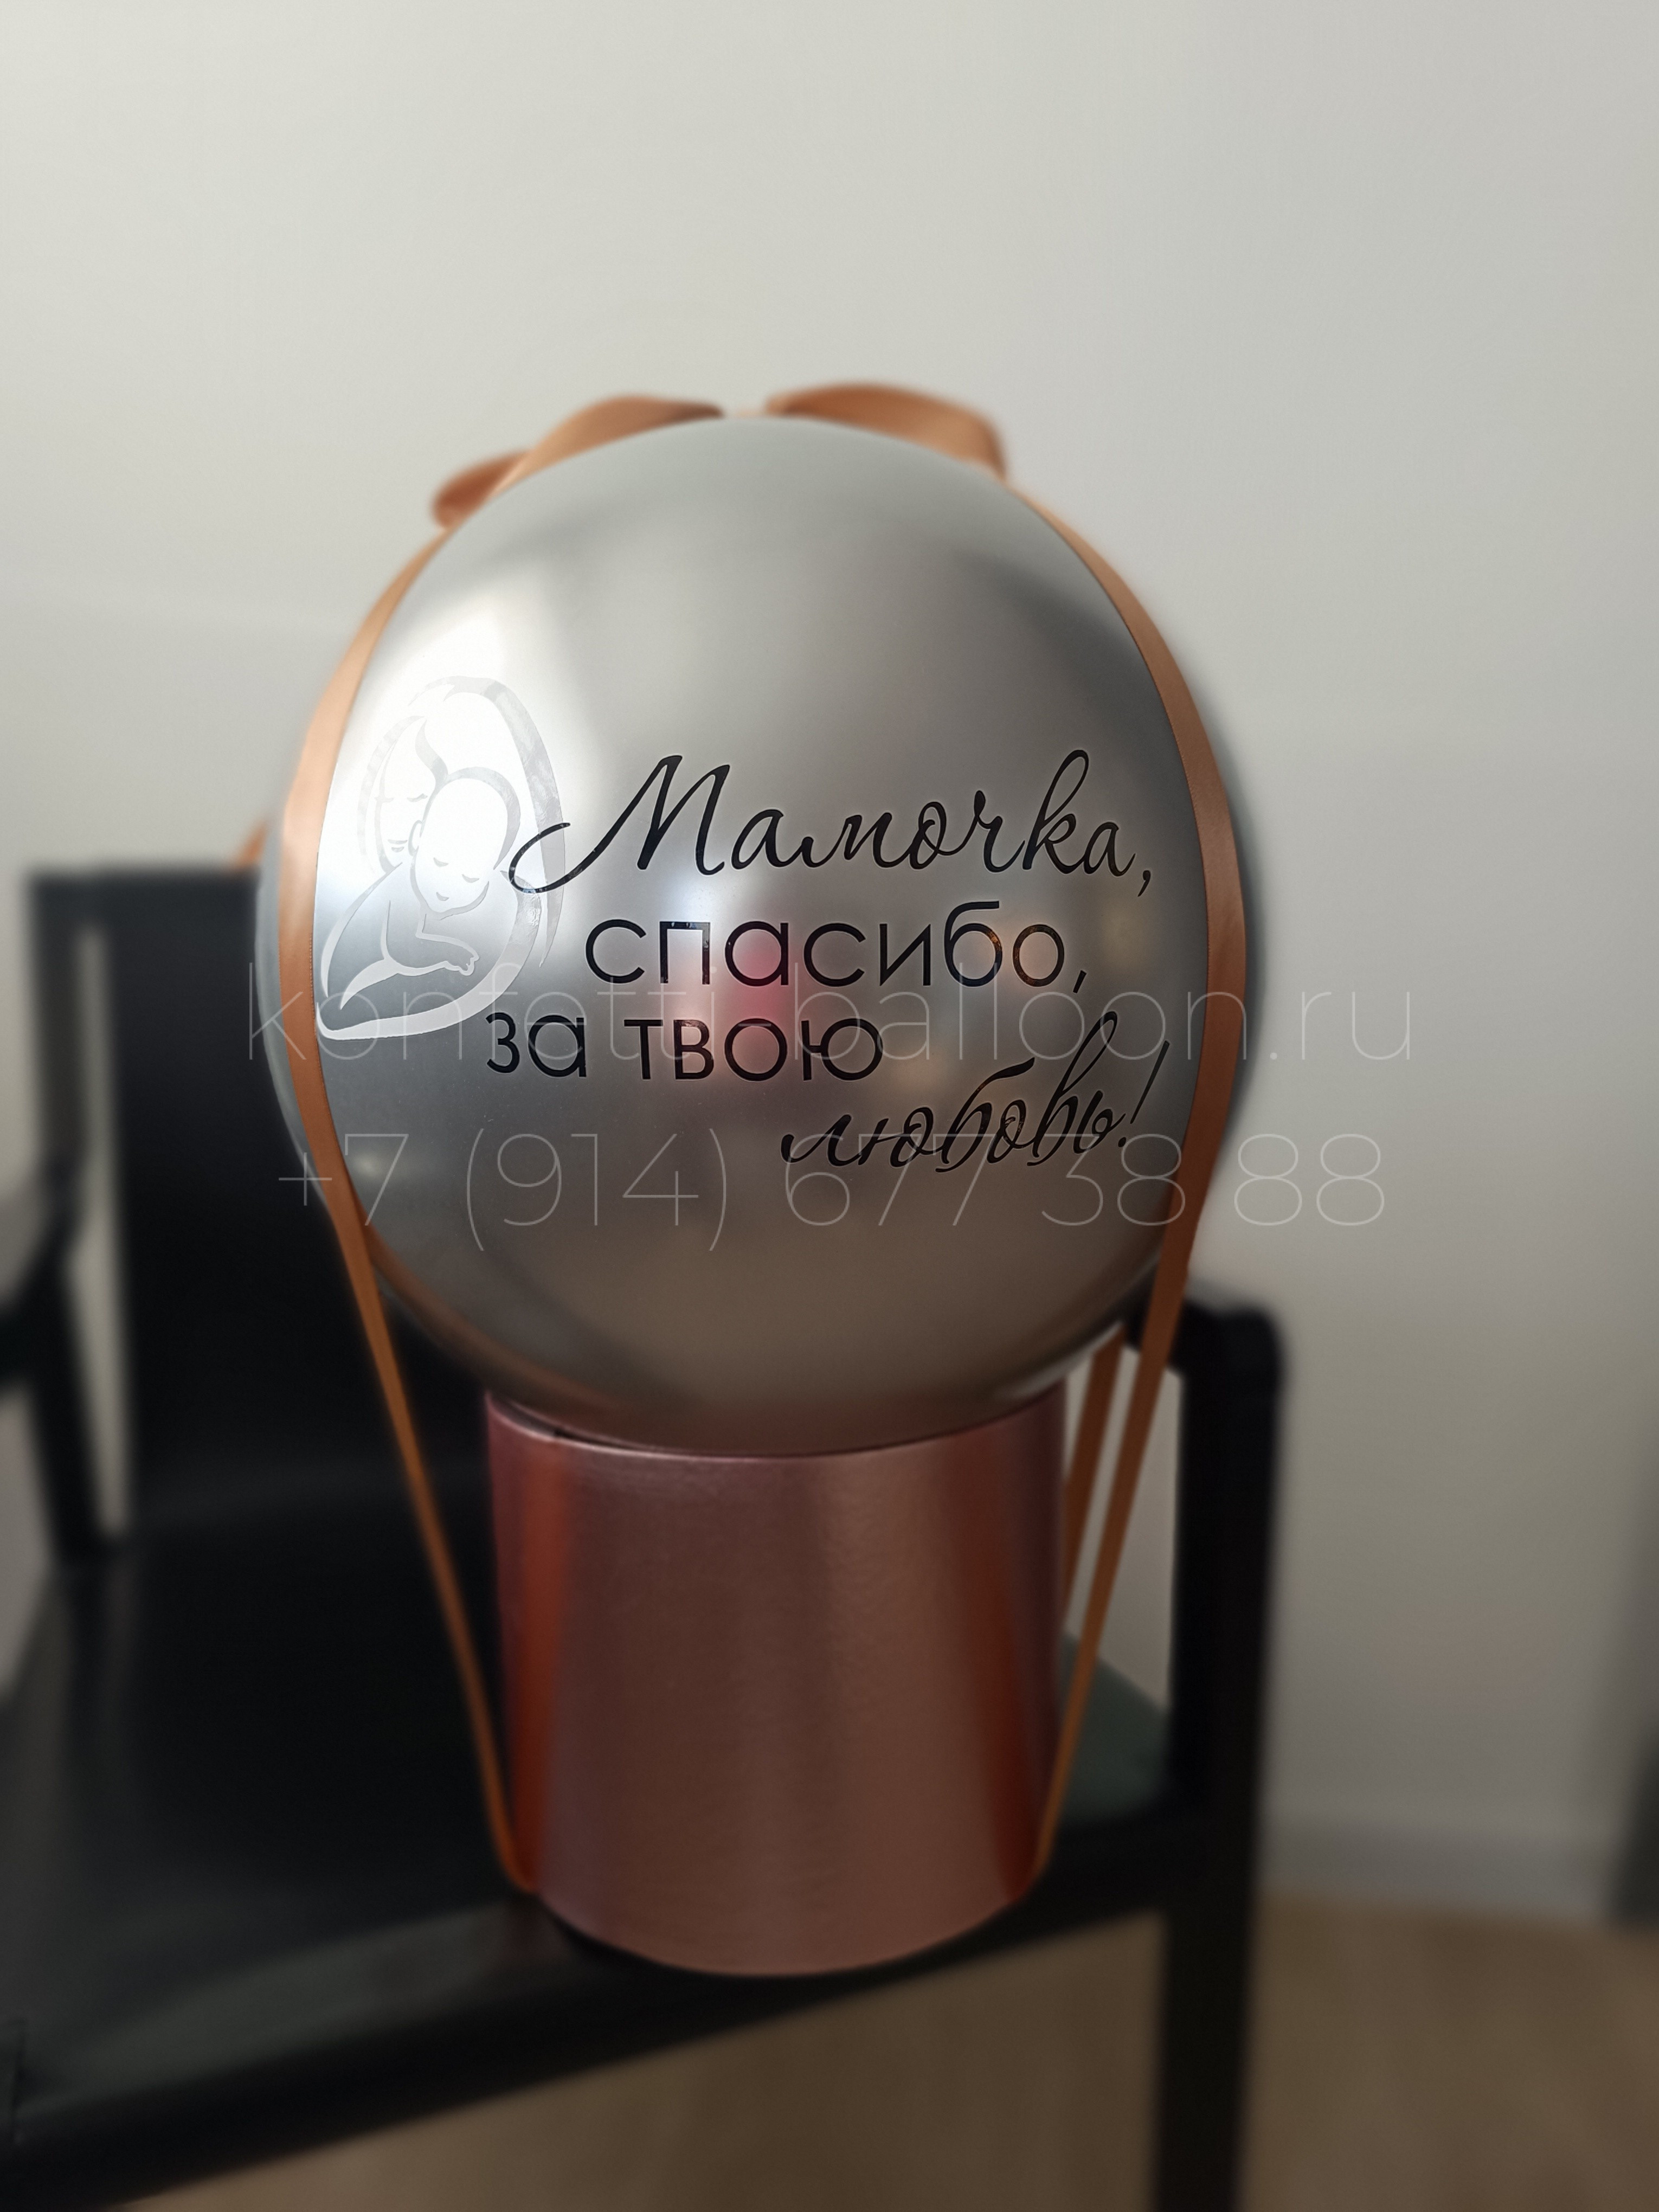 Мамочка,
спасибо,
за твою
любовь!
konfetti-balloon.ru
+7 (914) 677 38 88